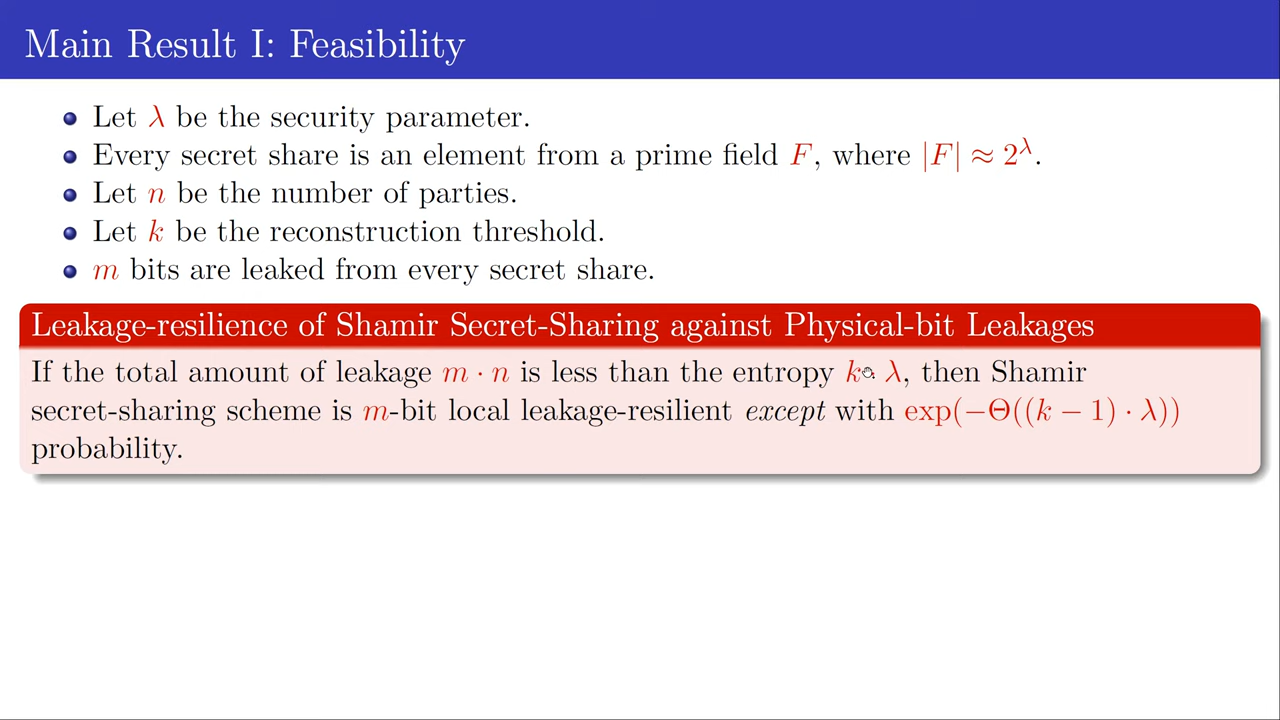 Main Result I: Feasibility
Let λ be the security parameter.
Every secret share is an element from a prime field F, where |F| ≈ 2^λ.
Let n be the number of parties.
Let k be the reconstruction threshold.
m bits are leaked from every secret share.
Leakage-resilience of Shamir Secret-Sharing against Physical-bit Leakages
If the total amount of leakage m · n is less than the entropy k · λ, then Shamir
secret-sharing scheme is m-bit local leakage-resilient except with exp(−Θ((k − 1) · λ))
probability.